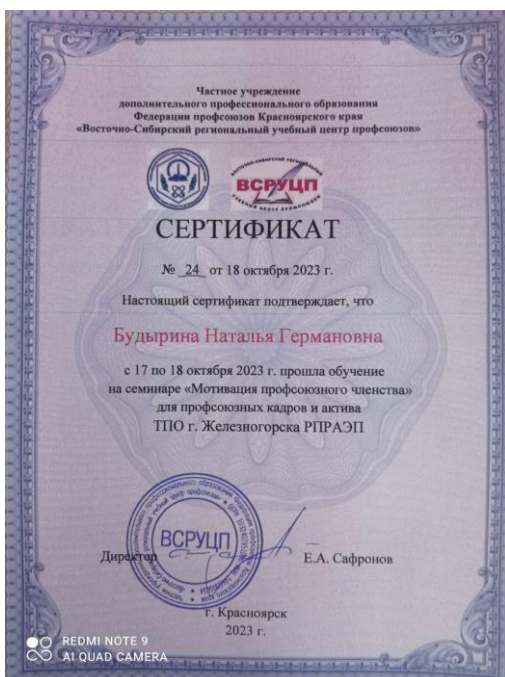 Частное учреждение
дополнительного профессионального образования
Федерации профсоюзов Красноярского края
«Восточно-Сибирский региональный учебный центр профсоюзов»
ВСРУЦП
СЕРТИФИКАТ
№ 24 от 18 октября 2023 г.
Настоящий сертификат подтверждает, что
Будырина Наталья Германовна
с 17 по 18 октября 2023 г. прошла обучение
на семинаре «Мотивация профсоюзного членства»
для профсоюзных кадров и актива
ТПО г. Железногорска РПРАЭП
ВСРУЦП
Директор
Е.А. Сафронов
г. Красноярск
2023 г.
REDMI NOTE 9
AI QUAD CAMERA